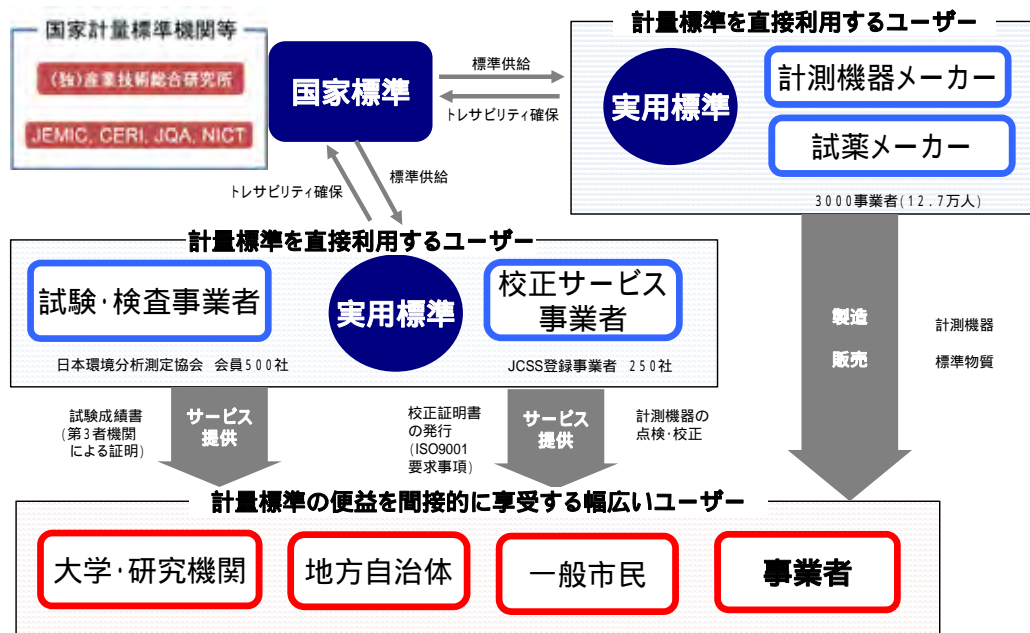 国家計量標準機関等
(独)産業技術総合研究所
JEMIC, CERI, JQA, NICT
国家標準
標準供給
トレサビリティ確保
計量標準を直接利用するユーザー
実用標準
計測機器メーカー
試薬メーカー
3000事業者(12.7万人)
トレサビリティ確保
標準供給
計量標準を直接利用するユーザー
試験・検査事業者
実用標準
校正サービス
事業者
日本環境分析測定協会 会員500社
JCSS登録事業者 250社
製造
販売
計測機器
標準物質
試験成績書
(第3者機関
による証明)
サービス
提供
校正証明書
の発行
(ISO9001
要求事項)
サービス
提供
計測機器の
点検・校正
計量標準の便益を間接的に享受する幅広いユーザー
大学・研究機関
地方自治体
一般市民
事業者